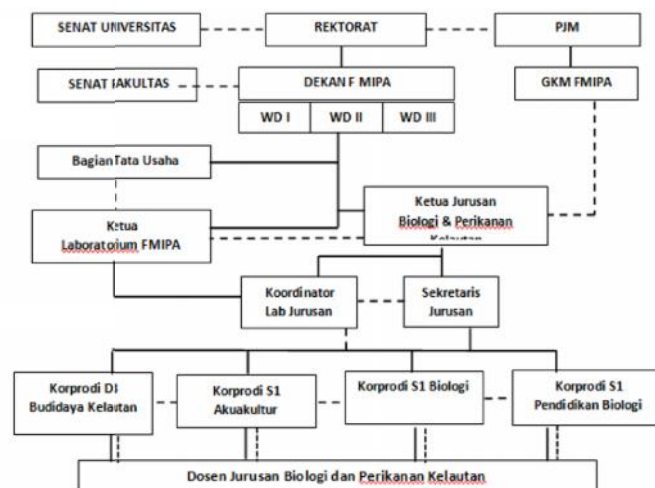 SENAT UNIVERSITAS
REKTORAT
PJM
SENAT FAKULTAS
DEKAN F MIPA
GKM FMIPA
WD I
WD II
WD III
Bagian Tata Usaha
Ketua
Laboratoium FMIPA
Ketua Jurusan
Biologi & Perikanan
Kelautan
Koordinator
Lab Jurusan
Sekretaris
Jurusan
Korprodi DI
Budidaya Kelautan
Korprodi S1
Akuakultur
Korprodi S1 Biologi
Korprodi S1
Pendidikan Biologi
Dosen Jurusan Biologi dan Perikanan Kelautan